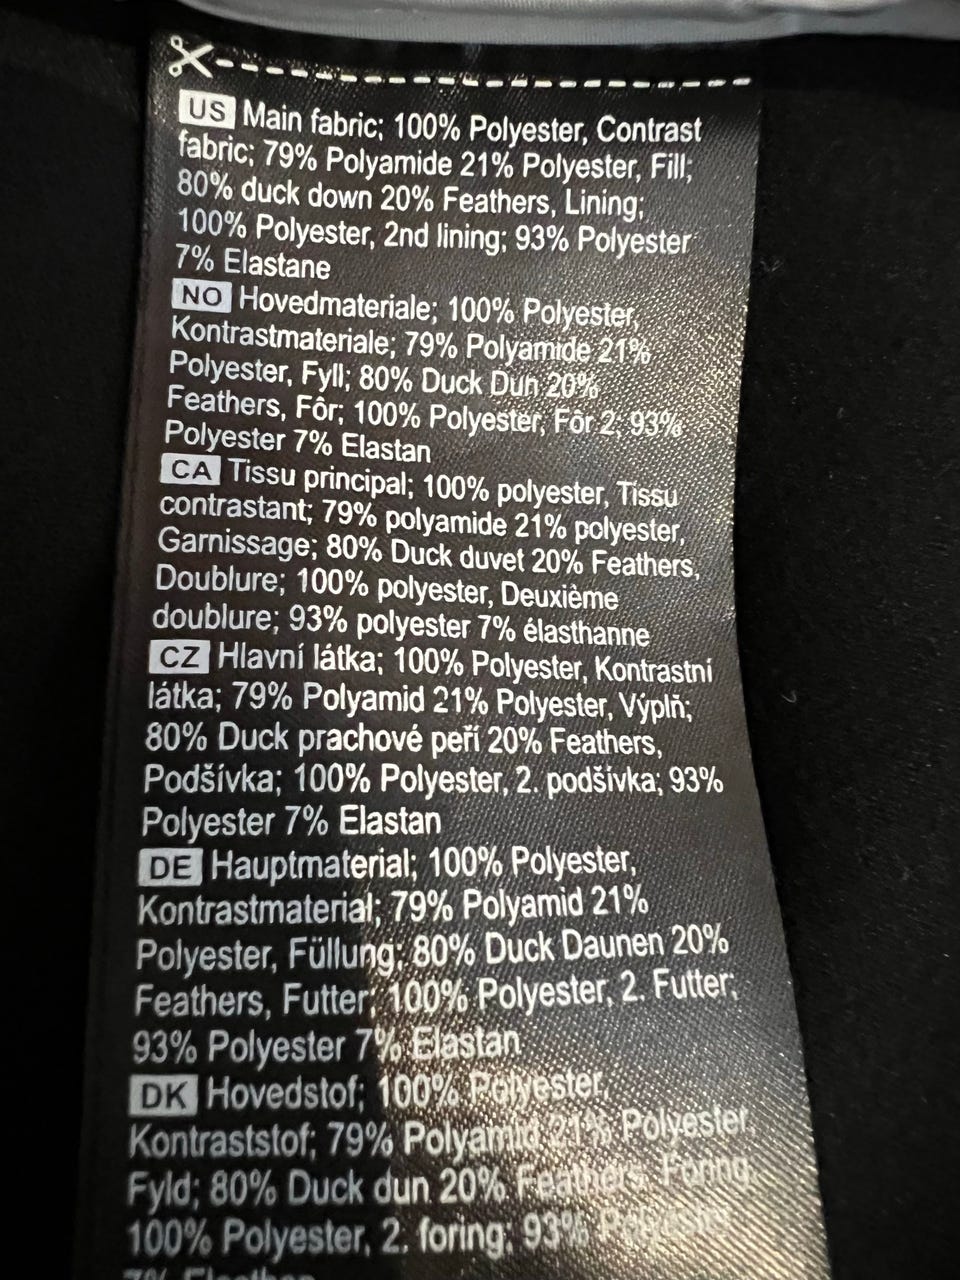 US Main fabric; 100% Polyester, Contrast
fabric; 79% Polyamide 21% Polyester, Fill;
80% duck down 20% Feathers, Lining;
100% Polyester, 2nd lining; 93% Polyester
7% Elastane
NO Hovedmateriale; 100% Polyester,
Kontrastmateriale; 79% Polyamide 21%
Polyester, Fyll; 80% Duck Dun 20%
Feathers, Fôr; 100% Polyester, Fôr 2; 93%
Polyester 7% Elastan
CA Tissu principal; 100% polyester, Tissu
contrastant; 79% polyamide 21% polyester,
Garnissage; 80% Duck duvet 20% Feathers,
Doublure; 100% polyester, Deuxième
doublure; 93% polyester 7% élasthanne
CZ Hlavní látka; 100% Polyester, Kontrastní
látka; 79% Polyamid 21% Polyester, Výplň;
80% Duck prachové peří 20% Feathers,
Podšívka; 100% Polyester, 2. podšívka; 93%
Polyester 7% Elastan
DE Hauptmaterial; 100% Polyester,
Kontrastmaterial; 79% Polyamid 21%
Polyester, Füllung; 80% Duck Daunen 20%
Feathers, Futter; 100% Polyester, 2. Futter;
93% Polyester 7% Elastan
DK Hovedstof; 100% Polyester,
Kontraststof; 79% Polyamid 21% Polyester,
Fyld; 80% Duck dun 20% Feathers, Foring;
100% Polyester, 2. foring; 93% Polyester
7% Elasthan